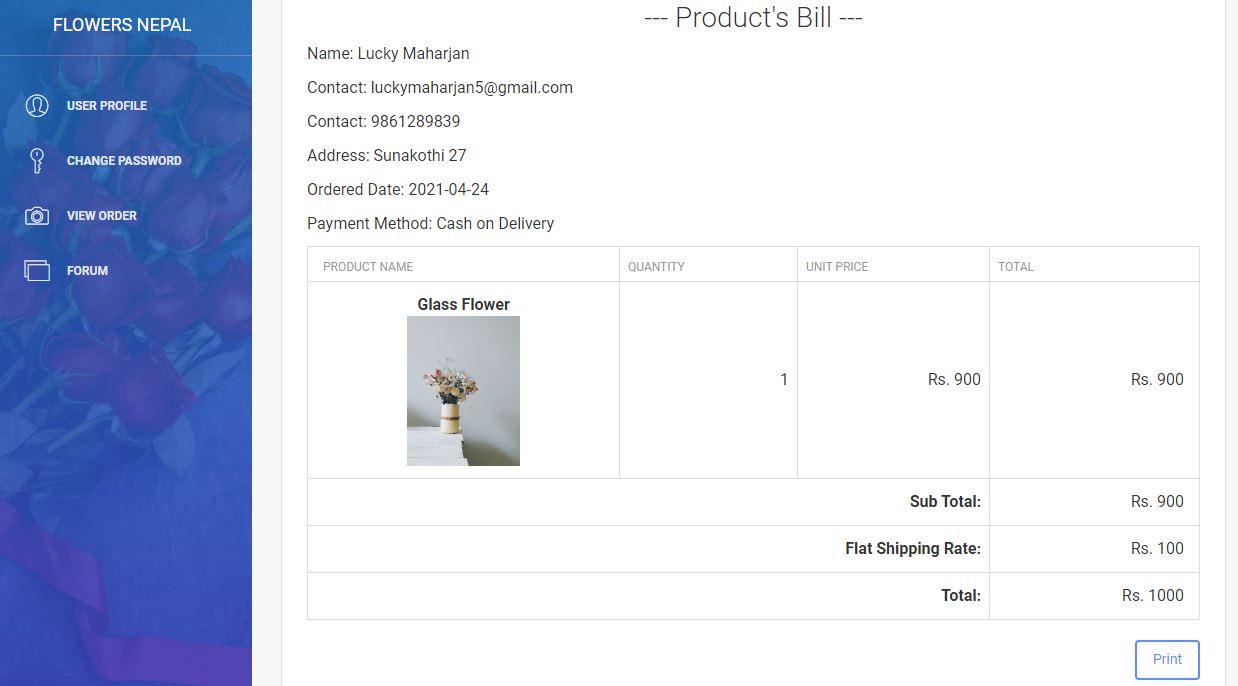 FLOWERS NEPAL
USER PROFILE
CHANGE PASSWORD
VIEW ORDER
FORUM
--- Product's Bill ---
Name: Lucky Maharjan
Contact: luckymaharjan5@gmail.com
Contact: 9861289839
Address: Sunakothi 27
Ordered Date: 2021-04-24
Payment Method: Cash on Delivery
PRODUCT NAME QUANTITY UNIT PRICE TOTAL
Glass Flower
1 Rs. 900 Rs. 900
Sub Total: Rs. 900
Flat Shipping Rate: Rs. 100
Total: Rs. 1000
Print